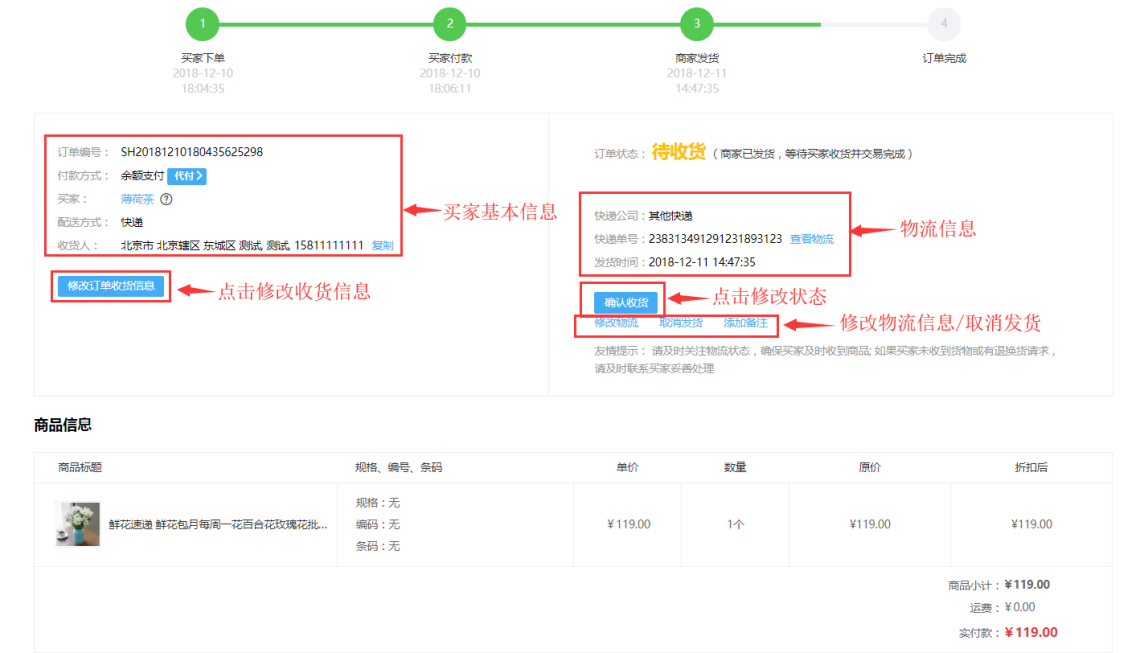 1
2
3
4
买家下单
买家付款
商家发货
订单完成
2018-12-10
2018-12-10
2018-12-11
18:04:35
18:06:11
14:47:35
订单编号： SH20181210180435625298
付款方式： 余额支付 代付
买家： 薄荷茶 ?
配送方式： 快递
收货人： 北京市 北京辖区 东城区 测试, 测试, 15811111111 复制
买家基本信息
修改订单收货信息
点击修改收货信息
订单状态： 待收货 （商家已发货，等待买家收货并交易完成）
快递公司：其他快递
快递单号：238313491291231893123 查看物流
发货时间：2018-12-11 14:47:35
物流信息
确认收货
点击修改状态
修改物流 取消发货 添加备注
修改物流信息/取消发货
友情提示： 请及时关注物流状态，确保买家及时收到商品; 如果买家未收到货物或有退换货请求，
请及时联系买家妥善处理
商品信息
商品标题 规格、编号、条码 单价 数量 原价 折扣后
鲜花速递 鲜花包月每周一花百合花玫瑰花批...
规格：无
编码：无
条码：无
¥119.00
1个
¥119.00
¥119.00
商品小计：¥119.00
运费：¥0.00
实付款：¥119.00